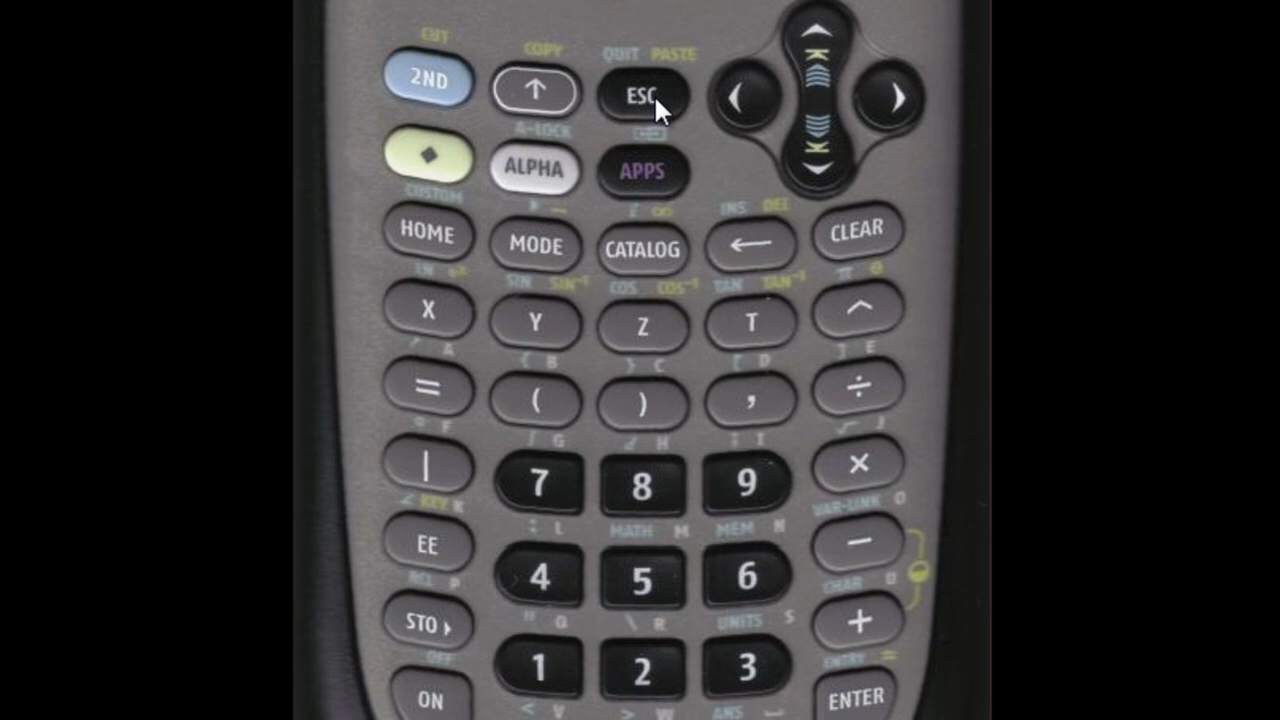 CUT COPY QUIT PASTE
2ND ↑ ESC
A-LOCK
◆ ALPHA APPS
CUSTOM INS DEL
HOME MODE CATALOG ← CLEAR
LN SIN SIN⁻¹ COS COS⁻¹ TAN TAN⁻¹ π θ
X Y Z T ^
A { B } C [ D ] E
= ( ) , ÷
F G H I J
| 7 8 9 ×
∠ KEY K : L MATH M MEM N VAR-LINK O
EE 4 5 6 −
RCL P " Q \ R UNITS S CHAR
STO▸ 1 2 3 +
OFF < V > W ANS ENTRY
ON ENTER